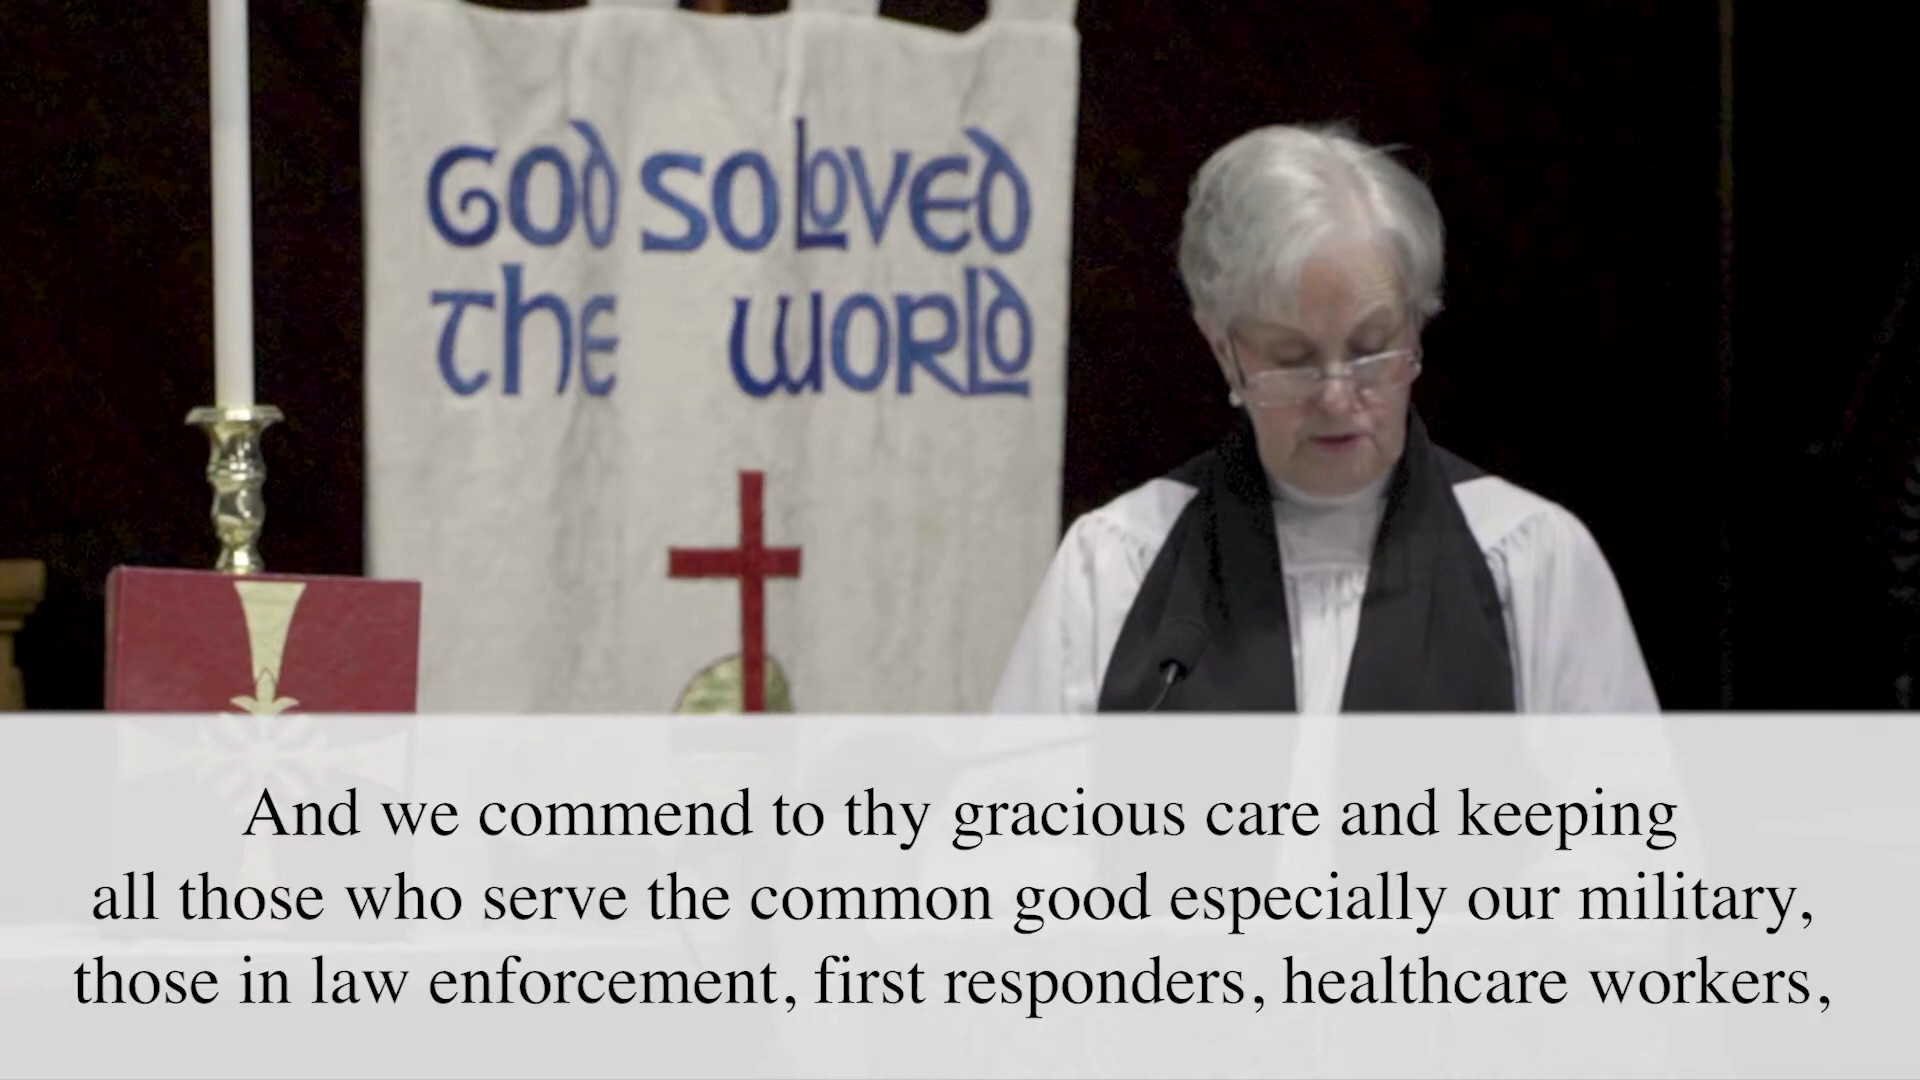 GOD SO LOVED
THE WORLD
And we commend to thy gracious care and keeping
all those who serve the common good especially our military,
those in law enforcement, first responders, healthcare workers,